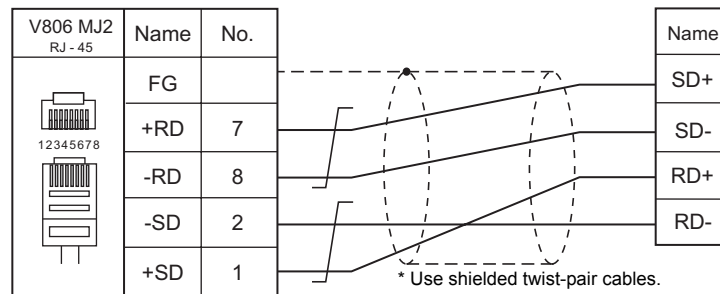 V806 MJ2
RJ - 45
Name No.
FG
+RD 7
-RD 8
-SD 2
+SD 1
12345678
Name
SD+
SD-
RD+
RD-
* Use shielded twist-pair cables.